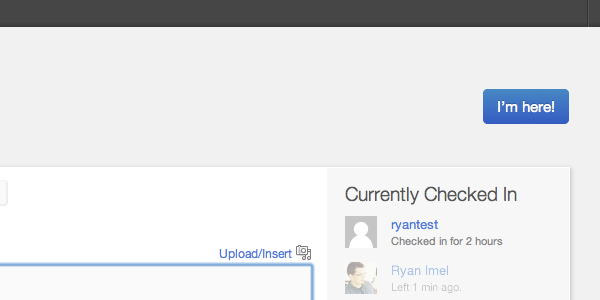 I'm here!
Currently Checked In
ryantest
Checked in for 2 hours
Upload/Insert
Ryan Imel
Left 1 min ago.